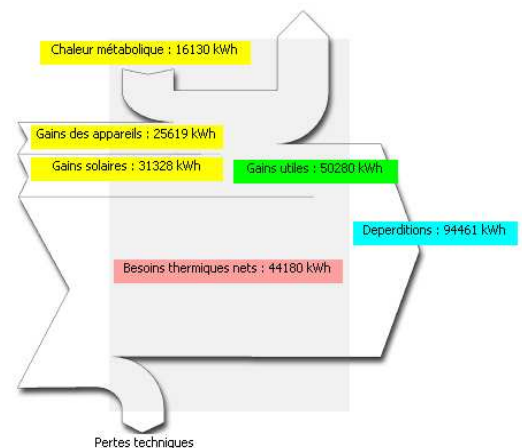 Chaleur métabolique : 16130 kWh
Gains des appareils : 25619 kWh
Gains solaires : 31328 kWh
Gains utiles : 50280 kWh
Deperditions : 94461 kWh
Besoins thermiques nets : 44180 kWh
Pertes techniques